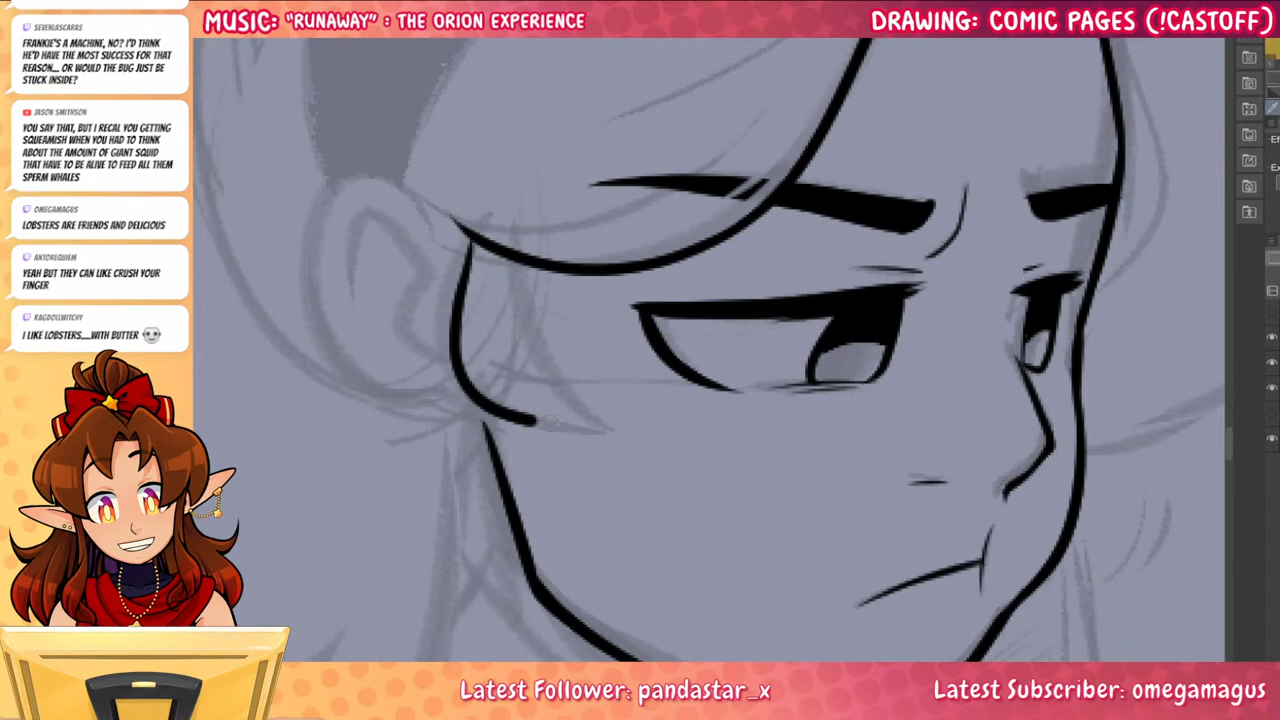 MUSIC: "RUNAWAY" : THE ORION EXPERIENCE
DRAWING: COMIC PAGES (!CASTOFF)
SEVENLASCARAS
FRANKIE'S A MACHINE, NO? I'D THINK
HE'D HAVE THE MOST SUCCESS FOR THAT
REASON... OR WOULD THE BUG JUST BE
STUCK INSIDE?
JASON SMITHSON
YOU SAY THAT, BUT I RECAL YOU GETTING
SQUEAMISH WHEN YOU HAD TO THINK
ABOUT THE AMOUNT OF GIANT SQUID
THAT HAVE TO BE ALIVE TO FEED ALL THEM
SPERM WHALES
OMEGAMAGUS
LOBSTERS ARE FRIENDS AND DELICIOUS
ANTOREQUIEM
YEAH BUT THEY CAN LIKE CRUSH YOUR
FINGER
RAGDOLLWITCHY
I LIKE LOBSTERS....WITH BUTTER
Latest Follower: pandastar_x
Latest Subscriber: omegamagus